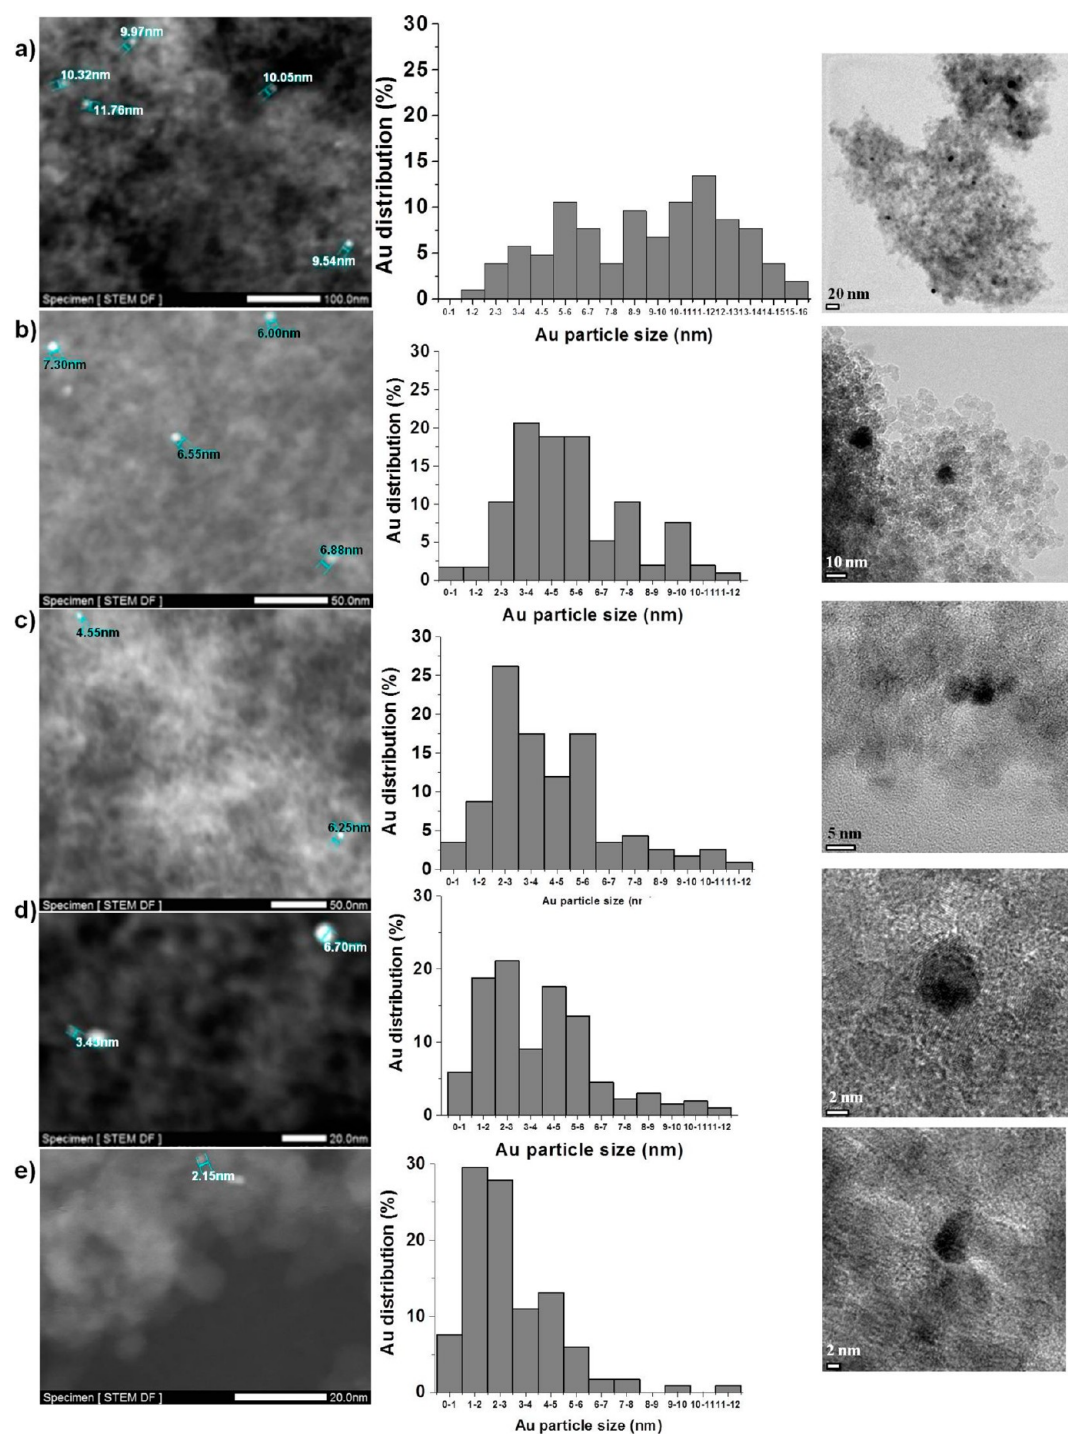 a)
9.97nm
10.32nm
10.05nm
11.76nm
9.54nm
Specimen [ STEM DF] 100.0nm
Au distribution (%)
30
25
20
15
10
5
0
0-1 1-2 2-3 3-4 4-5 5-6 6-7 7-8 8-9 9-10 10-11 11-12 12-13 13-14 14-15 15-16
Au particle size (nm)
20 nm
b)
6.00nm
7.30nm
6.55nm
6.88nm
Specimen [ STEM DF] 50.0nm
Au distribution (%)
30
25
20
15
10
5
0
0-1 1-2 2-3 3-4 4-5 5-6 6-7 7-8 8-9 9-10 10-1 11-12
Au particle size (nm)
10 nm
c)
4.55nm
6.25nm
Specimen [ STEM DF] 50.0nm
Au distribution (%)
30
25
20
15
10
5
0
0-1 1-2 2-3 3-4 4-5 5-6 6-7 7-8 8-9 9-10 10-11 11-12
Au particle size (nr
5 nm
d)
6.70nm
Specimen [ STEM DF] 20.0nm
Au distribution (%)
30
20
10
0
0-1 1-2 2-3 3-4 4-5 5-6 6-7 7-8 8-9 9-10 10-11 11-12
Au particle size (nm)
2 nm
e)
2.15nm
Specimen [ STEM DF] 20.0nm
Au distribution (%)
30
20
10
0
0-1 1-2 2-3 3-4 4-5 5-6 6-7 7-8 8-9 9-10 10-11 11-12
Au particle size (nm)
2 nm